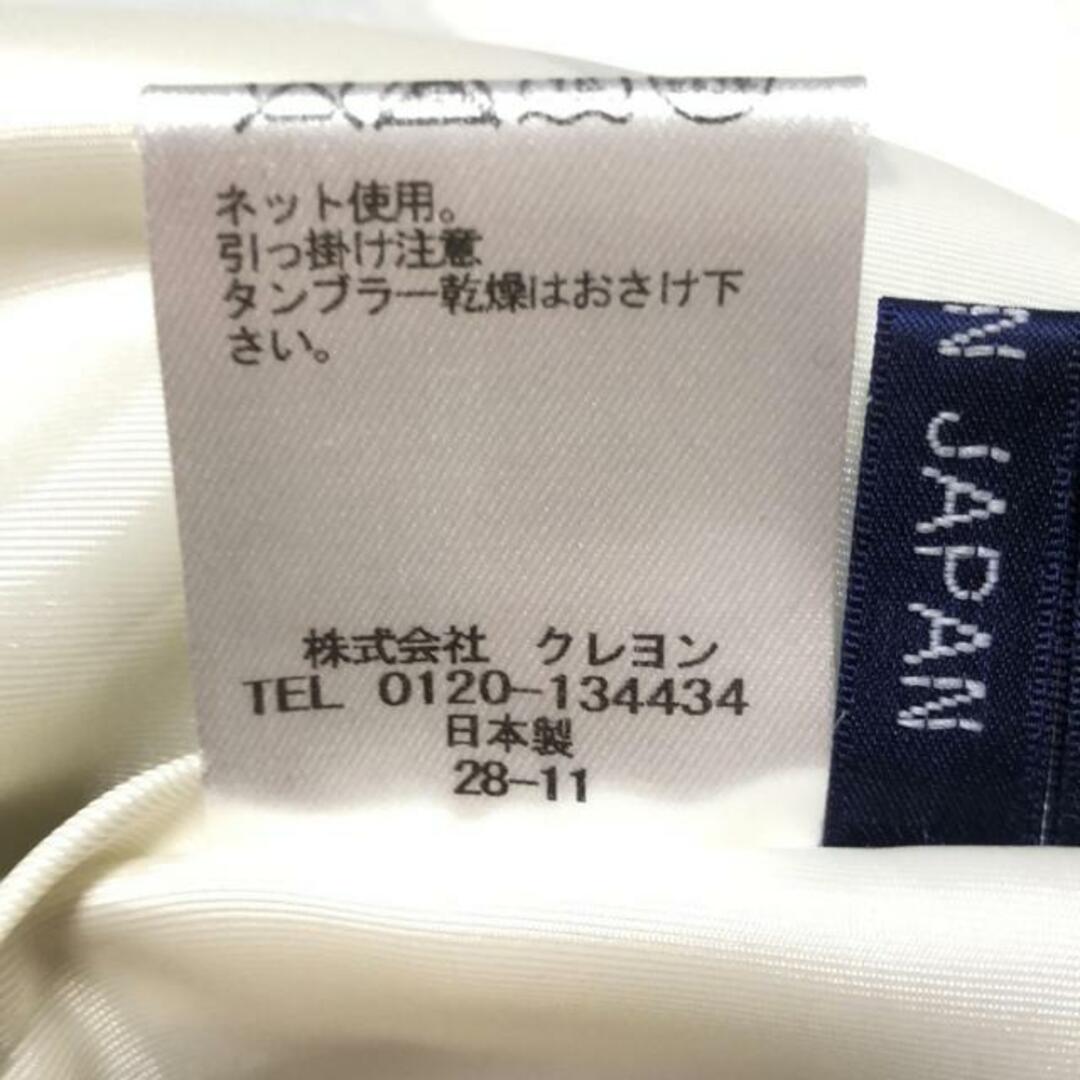 ネット使用。
引っ掛け注意
タンブラー乾燥はおさけ下
さい。
株式会社 クレヨン
TEL 0120-134434
日本製
28-11
N JAPAN